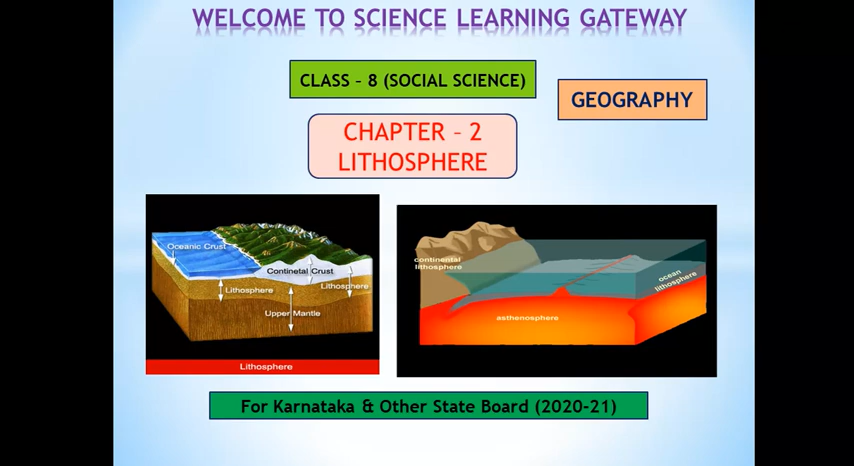 WELCOME TO SCIENCE LEARNING GATEWAY
CLASS – 8 (SOCIAL SCIENCE)
GEOGRAPHY
CHAPTER – 2
LITHOSPHERE
Oceanic Crust
Continetal Crust
Lithosphere
Lithosphere
Upper Mantle
Lithosphere
continental
lithosphere
ocean
lithosphere
asthenosphere
For Karnataka & Other State Board (2020-21)